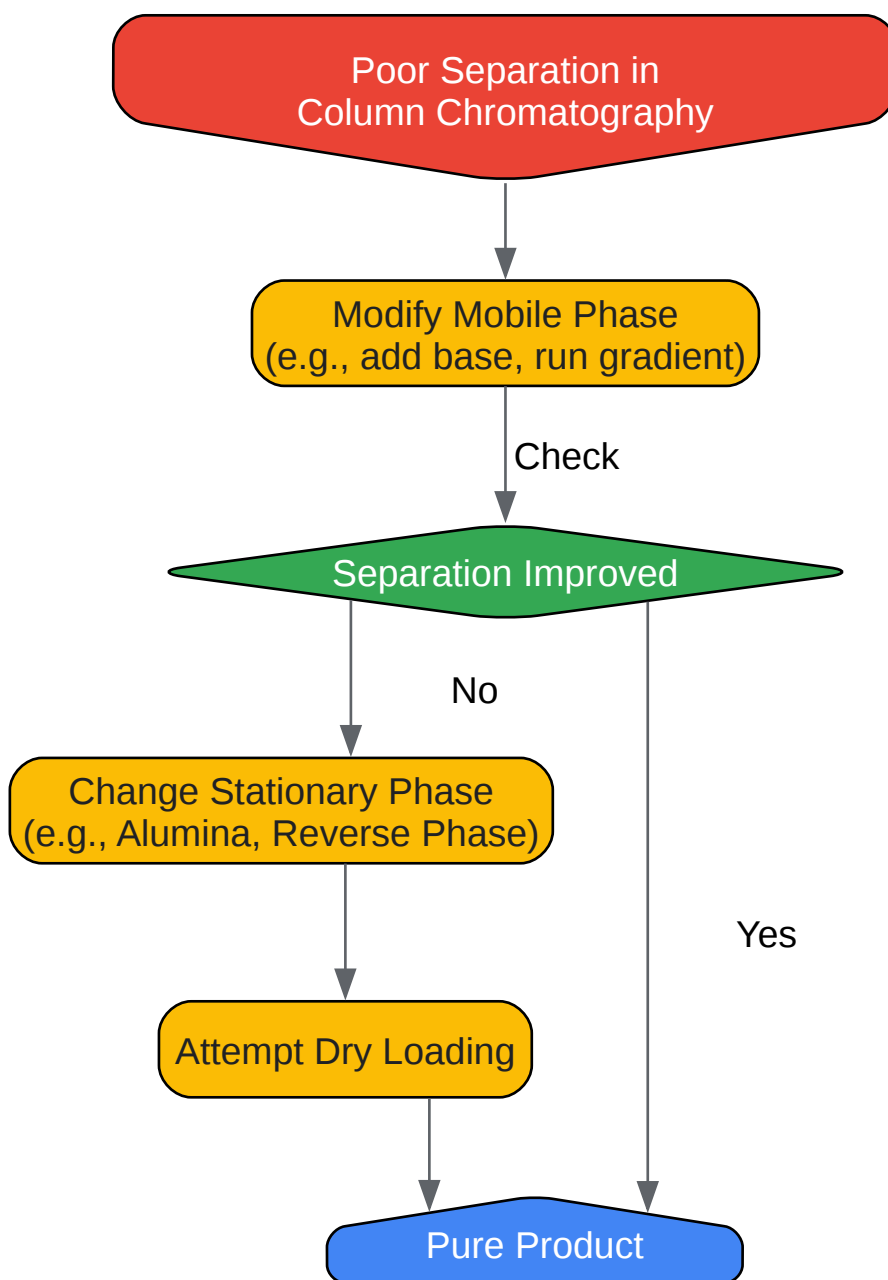 Poor Separation in
Column Chromatography
Modify Mobile Phase
(e.g., add base, run gradient)
Check
Separation Improved
No
Change Stationary Phase
(e.g., Alumina, Reverse Phase)
Yes
Attempt Dry Loading
Pure Product